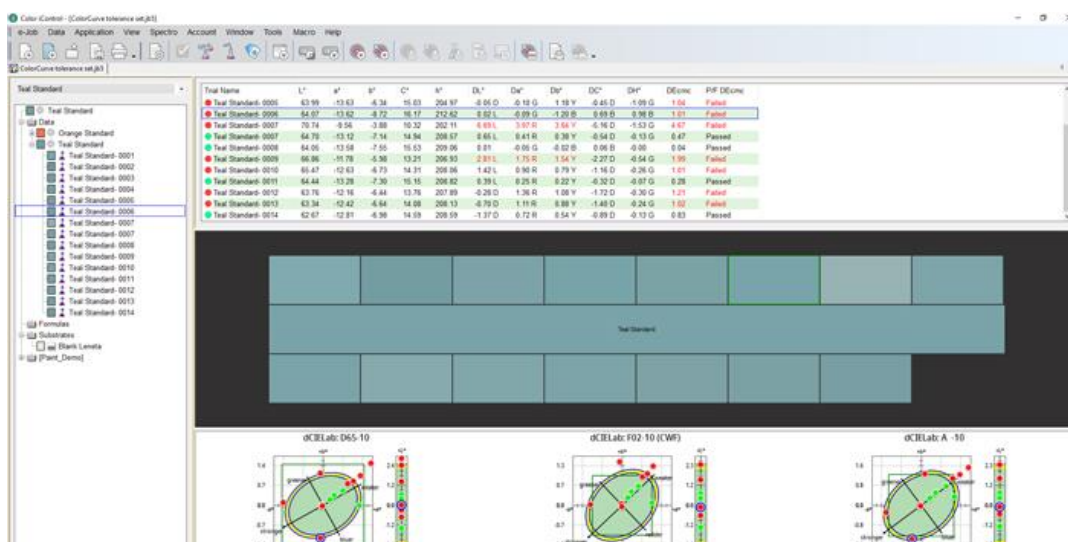 Color iControl - [ColorCurve tolerance set.jb5]
e-Job Data Application View Spectro Account Window Tools Macro Help
ColorCurve tolerance set.jb5
Teal Standard
Teal Standard
Data
Orange Standard
Teal Standard
Teal Standard- 0001
Teal Standard- 0002
Teal Standard- 0003
Teal Standard- 0004
Teal Standard- 0005
Teal Standard- 0006
Teal Standard- 0007
Teal Standard- 0007
Teal Standard- 0008
Teal Standard- 0009
Teal Standard- 0010
Teal Standard- 0011
Teal Standard- 0012
Teal Standard- 0013
Teal Standard- 0014
Formulas
Substrates
Blank Leneta
[Paint_Demo]
Trial Name L* a* b* C* h° DL* Da* Db* DC* DH* DEcmc P/F DEcmc
Teal Standard- 0005 63.99 -13.63 -6.34 15.03 204.97 -0.05 D -0.10 G 1.18 Y -0.45 D -1.09 G 1.04 Failed
Teal Standard- 0006 64.07 -13.62 -8.72 16.17 212.62 0.02 L -0.09 G -1.20 B 0.69 B 0.98 B 1.01 Failed
Teal Standard- 0007 70.74 -9.56 -3.88 10.32 202.11 6.69 L 3.97 R 3.64 Y -5.16 D -1.53 G 4.67 Failed
Teal Standard- 0007 64.70 -13.12 -7.14 14.94 208.57 0.65 L 0.41 R 0.38 Y -0.54 D -0.13 G 0.47 Passed
Teal Standard- 0008 64.05 -13.58 -7.55 15.53 209.06 0.01 -0.05 G -0.02 B 0.06 B -0.00 0.04 Passed
Teal Standard- 0009 66.86 -11.78 -5.98 13.21 206.93 2.81 L 1.75 R 1.54 Y -2.27 D -0.54 G 1.99 Failed
Teal Standard- 0010 65.47 -12.63 -6.73 14.31 208.06 1.42 L 0.90 R 0.79 Y -1.16 D -0.26 G 1.01 Failed
Teal Standard- 0011 64.44 -13.28 -7.30 15.15 208.82 0.39 L 0.25 R 0.22 Y -0.32 D -0.07 G 0.28 Passed
Teal Standard- 0012 63.76 -12.16 -6.44 13.76 207.89 -0.28 D 1.36 R 1.08 Y -1.72 D -0.36 G 1.21 Failed
Teal Standard- 0013 63.34 -12.42 -6.64 14.08 208.13 -0.70 D 1.11 R 0.88 Y -1.40 D -0.24 G 1.02 Failed
Teal Standard- 0014 62.67 -12.81 -6.98 14.59 208.59 -1.37 D 0.72 R 0.54 Y -0.89 D -0.13 G 0.83 Passed
Teal Standard
dCIELab: D65-10 dCIELab: F02-10 (CWF) dCIELab: A -10